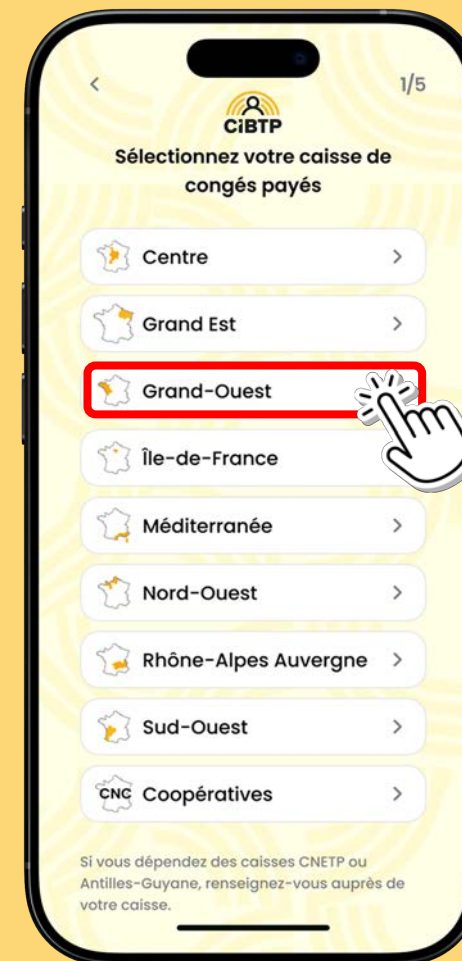 1/5
CiBTP
Sélectionnez votre caisse de
congés payés
Centre
Grand Est
Grand-Ouest
Île-de-France
Méditerranée
Nord-Ouest
Rhône-Alpes Auvergne
Sud-Ouest
CNC Coopératives
Si vous dépendez des caisses CNETP ou
Antilles-Guyane, renseignez-vous auprès de
votre caisse.